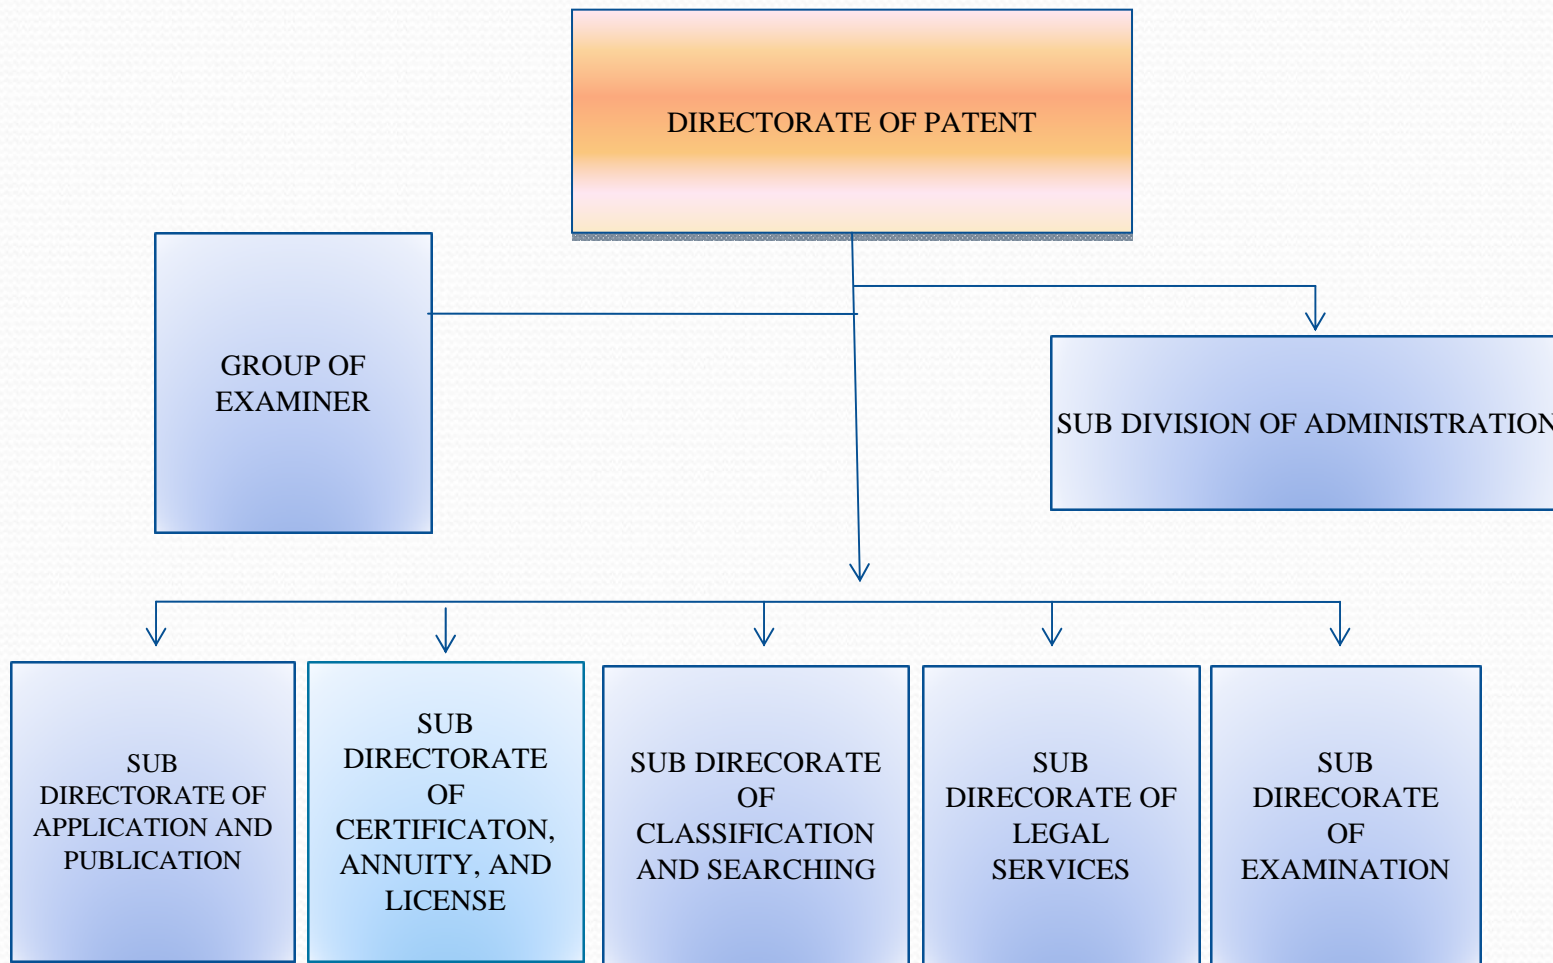 DIRECTORATE OF PATENT
GROUP OF
EXAMINER
SUB DIVISION OF ADMINISTRATION
SUB
DIRECTORATE OF
APPLICATION AND
PUBLICATION
SUB
DIRECTORATE
OF
CERTIFICATON,
ANNUITY, AND
LICENSE
SUB DIRECORATE
OF
CLASSIFICATION
AND SEARCHING
SUB
DIRECORATE OF
LEGAL
SERVICES
SUB
DIRECORATE
OF
EXAMINATION